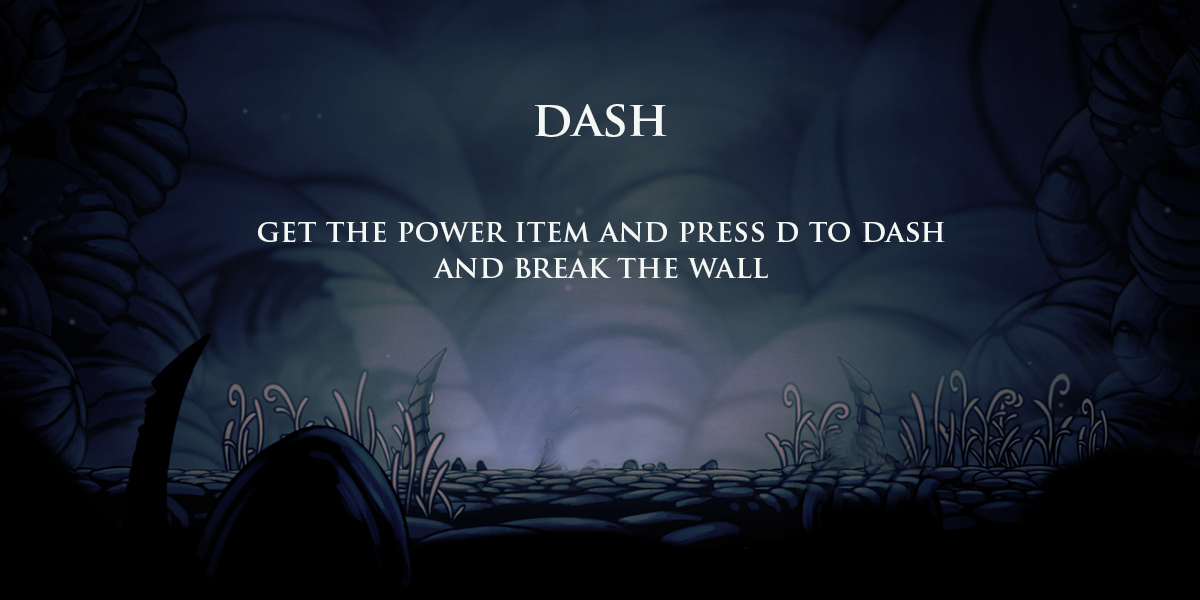 DASH
GET THE POWER ITEM AND PRESS D TO DASH
AND BREAK THE WALL